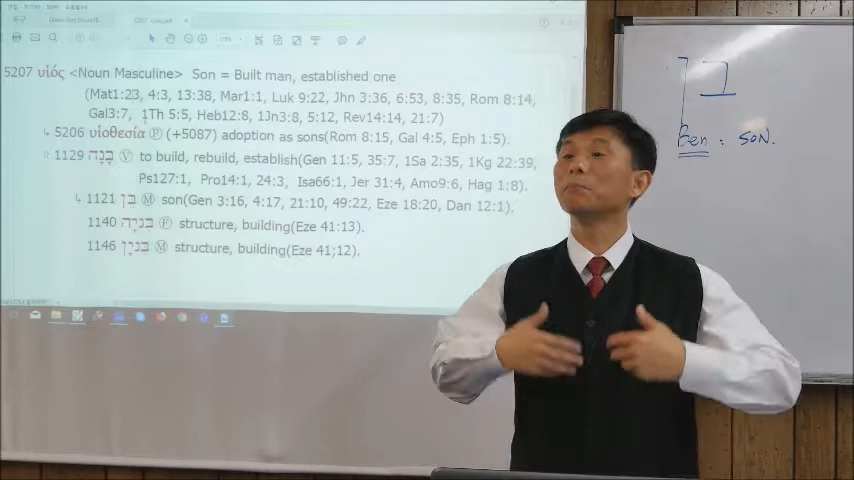 5207 υἱός <Noun Masculine> Son = Built man, established one
(Mat1:23, 4:3, 13:38, Mar1:1, Luk 9:22, Jhn 3:36, 6:53, 8:35, Rom 8:14,
Gal3:7, 1Th 5:5, Heb12:8, 1Jn3:8, 5:12, Rev14:14, 21:7)
↳ 5206 υἱοθεσία Ⓕ (+5087) adoption as sons(Rom 8:15, Gal 4:5, Eph 1:5).
☆ 1129 בָּנָה Ⓥ to build, rebuild, establish(Gen 11:5, 35:7, 1Sa 2:35, 1Kg 22:39,
Ps127:1, Pro14:1, 24:3, Isa66:1, Jer 31:4, Amo9:6, Hag 1:8).
↳ 1121 בֵּן Ⓜ son(Gen 3:16, 4:17, 21:10, 49:22, Eze 18:20, Dan 12:1).
1140 בִּנְיָה Ⓕ structure, building(Eze 41:13).
1146 בִּנְיָן Ⓜ structure, building(Eze 41;12).
Ben : SON.